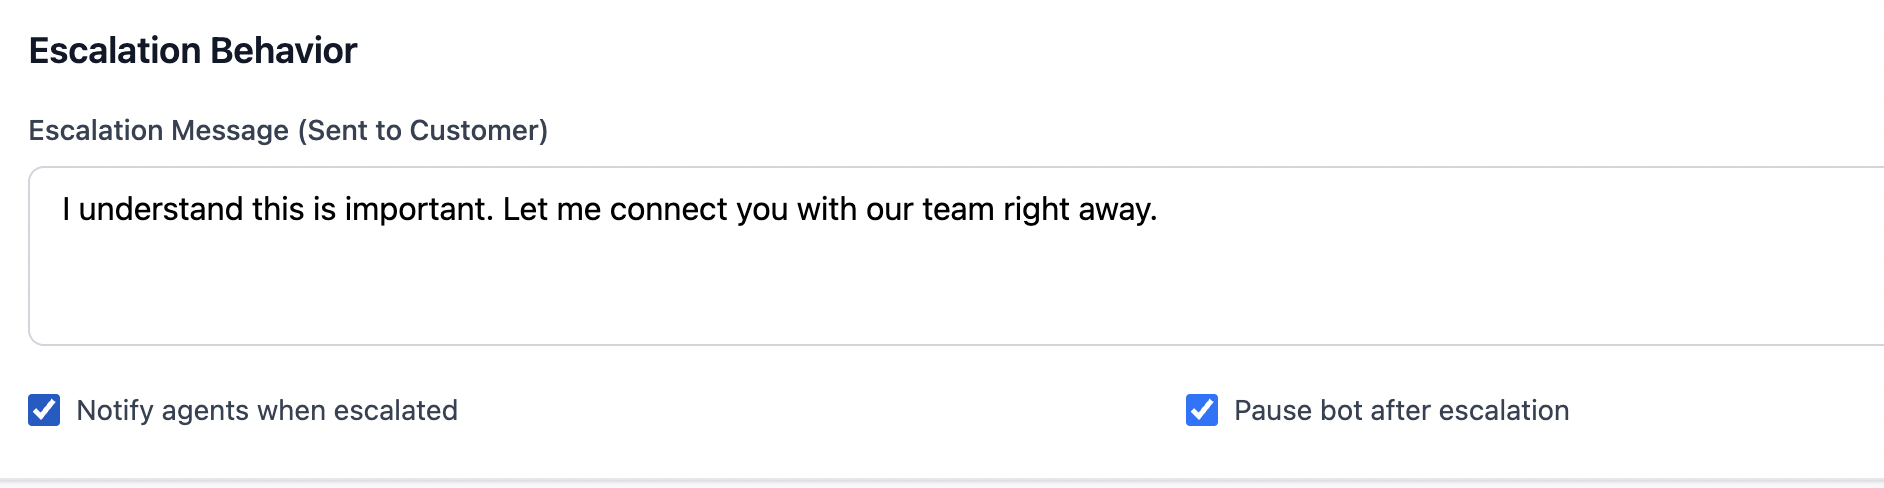 Escalation Behavior
Escalation Message (Sent to Customer)
I understand this is important. Let me connect you with our team right away.
Notify agents when escalated
Pause bot after escalation